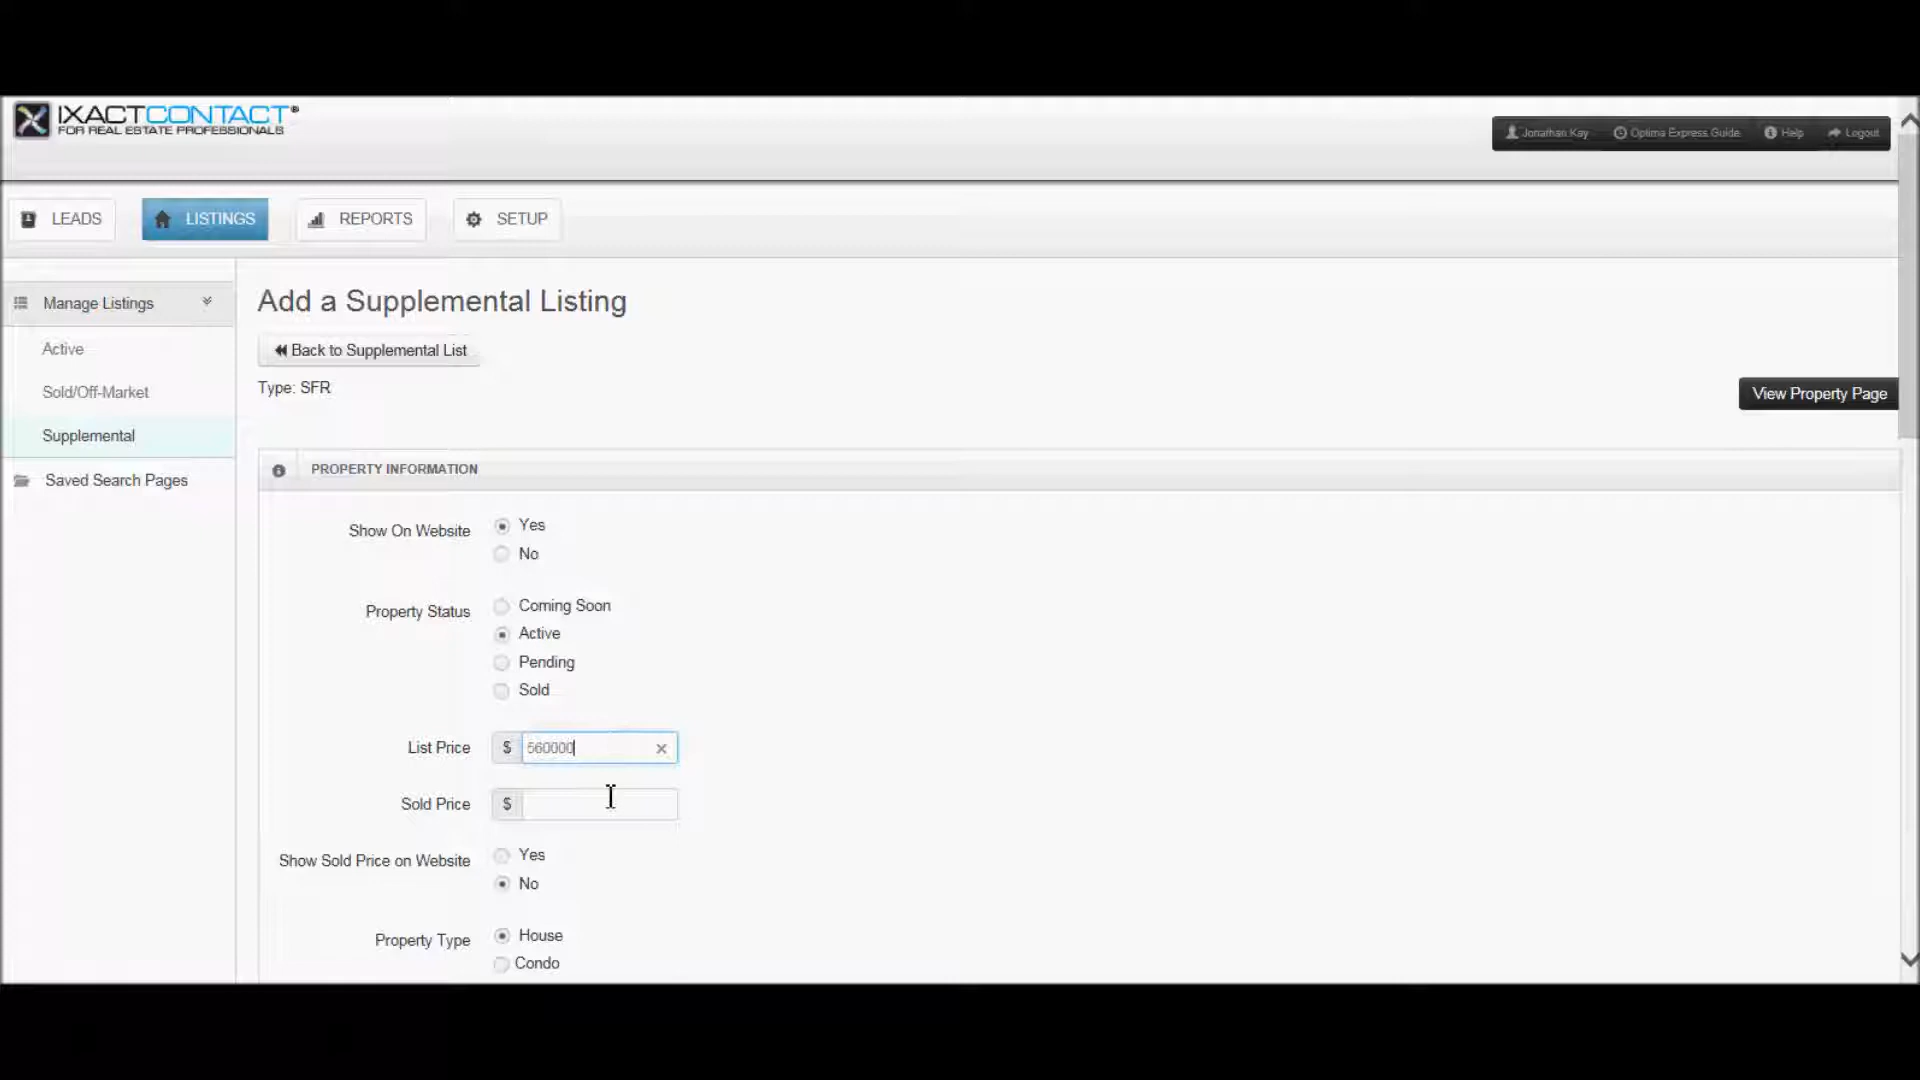 IXACTCONTACT®
FOR REAL ESTATE PROFESSIONALS
Jonathan Kay Optima Express Guide Help Logout
LEADS LISTINGS REPORTS SETUP
Manage Listings
Active
Sold/Off-Market
Supplemental
Saved Search Pages
Add a Supplemental Listing
Back to Supplemental List
Type: SFR
View Property Page
PROPERTY INFORMATION
Show On Website Yes
No
Property Status Coming Soon
Active
Pending
Sold
List Price $ 560000
Sold Price $
Show Sold Price on Website Yes
No
Property Type House
Condo